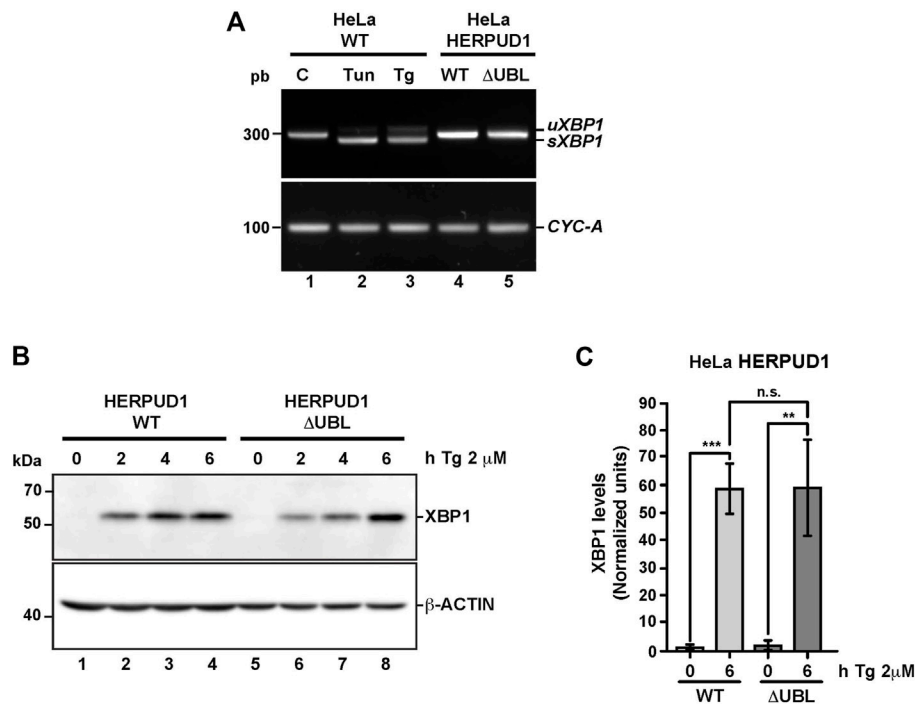 A
HeLa
WT
HeLa
HERPUD1
pb
C Tun Tg WT ΔUBL
300
uXBP1
sXBP1
100
CYC-A
1 2 3 4 5
B
HERPUD1
WT
HERPUD1
ΔUBL
0 2 4 6 0 2 4 6 h Tg 2 μM
kDa
70
50
XBP1
40
β-ACTIN
1 2 3 4 5 6 7 8
C
HeLa HERPUD1
n.s.
*** **
XBP1 levels
(Normalized units)
90
80
70
60
50
40
30
20
10
0
0 6 0 6 h Tg 2μM
WT ΔUBL